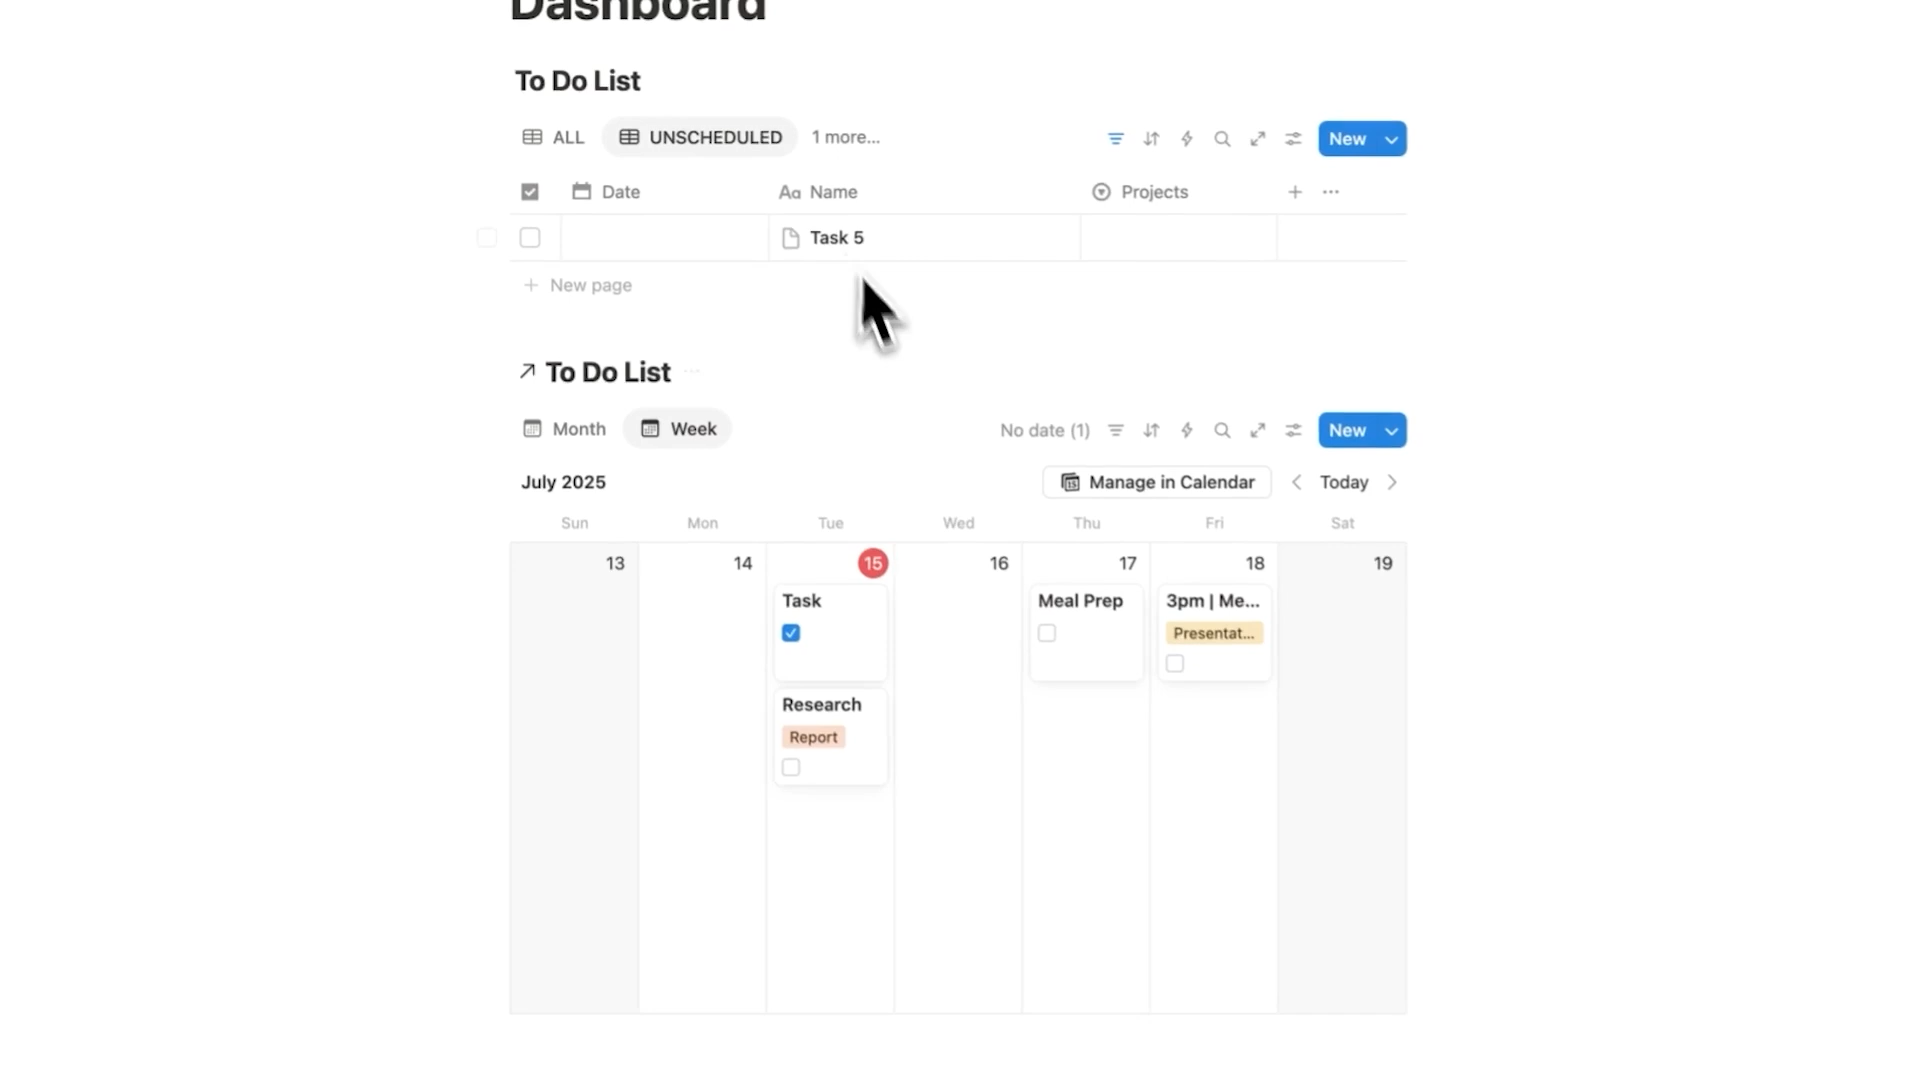 Dashboard
To Do List
ALL UNSCHEDULED 1 more... New
Date Aa Name Projects
Task 5
New page
To Do List
Month Week No date (1) New
July 2025 Manage in Calendar Today
Sun Mon Tue Wed Thu Fri Sat
13 14 15 16 17 18 19
Task Meal Prep 3pm | Me...
Presentat...
Research
Report